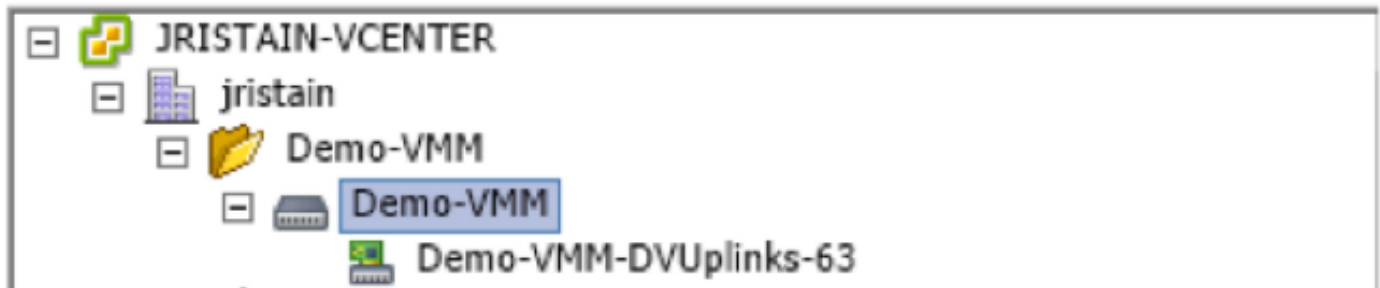 JRISTAIN-VCENTER
jristain
Demo-VMM
Demo-VMM
Demo-VMM-DVUplinks-63